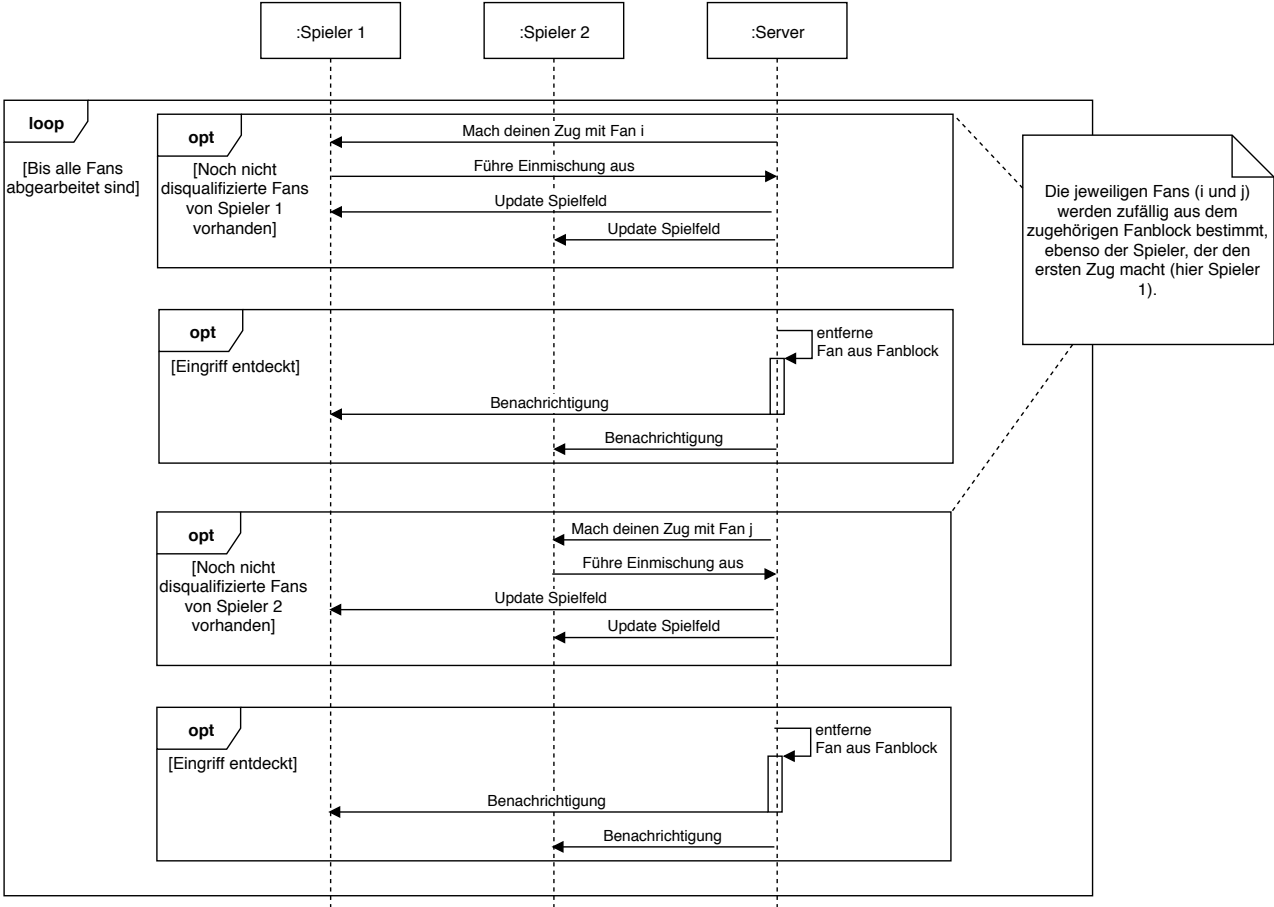 :Spieler 1
:Spieler 2
:Server
loop
[Bis alle Fans
abgearbeitet sind]
opt
[Noch nicht
disqualifizierte Fans
von Spieler 1
vorhanden]
Mach deinen Zug mit Fan i
Führe Einmischung aus
Update Spielfeld
Update Spielfeld
Die jeweiligen Fans (i und j)
werden zufällig aus dem
zugehörigen Fanblock bestimmt,
ebenso der Spieler, der den
ersten Zug macht (hier Spieler
1).
opt
[Eingriff entdeckt]
entferne
Fan aus Fanblock
Benachrichtigung
Benachrichtigung
opt
[Noch nicht
disqualifizierte Fans
von Spieler 2
vorhanden]
Mach deinen Zug mit Fan j
Führe Einmischung aus
Update Spielfeld
Update Spielfeld
opt
[Eingriff entdeckt]
entferne
Fan aus Fanblock
Benachrichtigung
Benachrichtigung